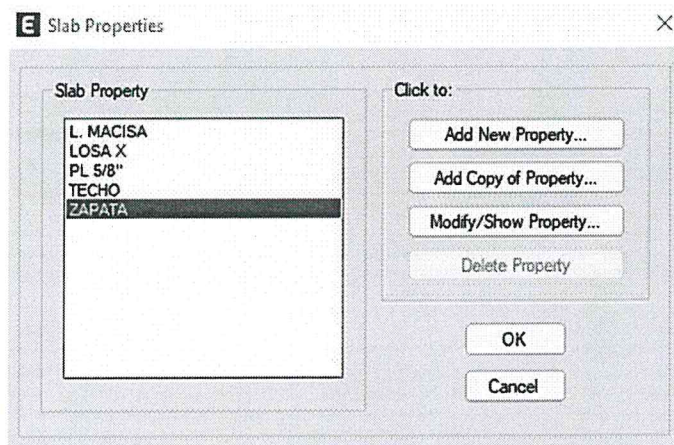 E Slab Properties
Slab Property
L. MACISA
LOSA X
PL 5/8"
TECHO
ZAPATA
Click to:
Add New Property...
Add Copy of Property...
Modify/Show Property...
Delete Property
OK
Cancel